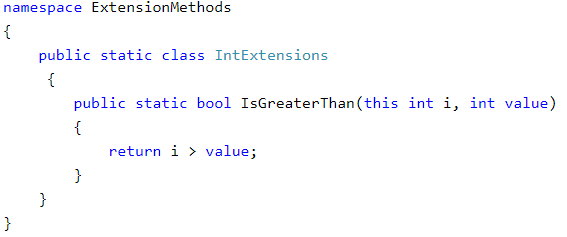 namespace ExtensionMethods
{
    public static class IntExtensions
     {
        public static bool IsGreaterThan(this int i, int value)
        {
            return i > value;
        }
    }
}